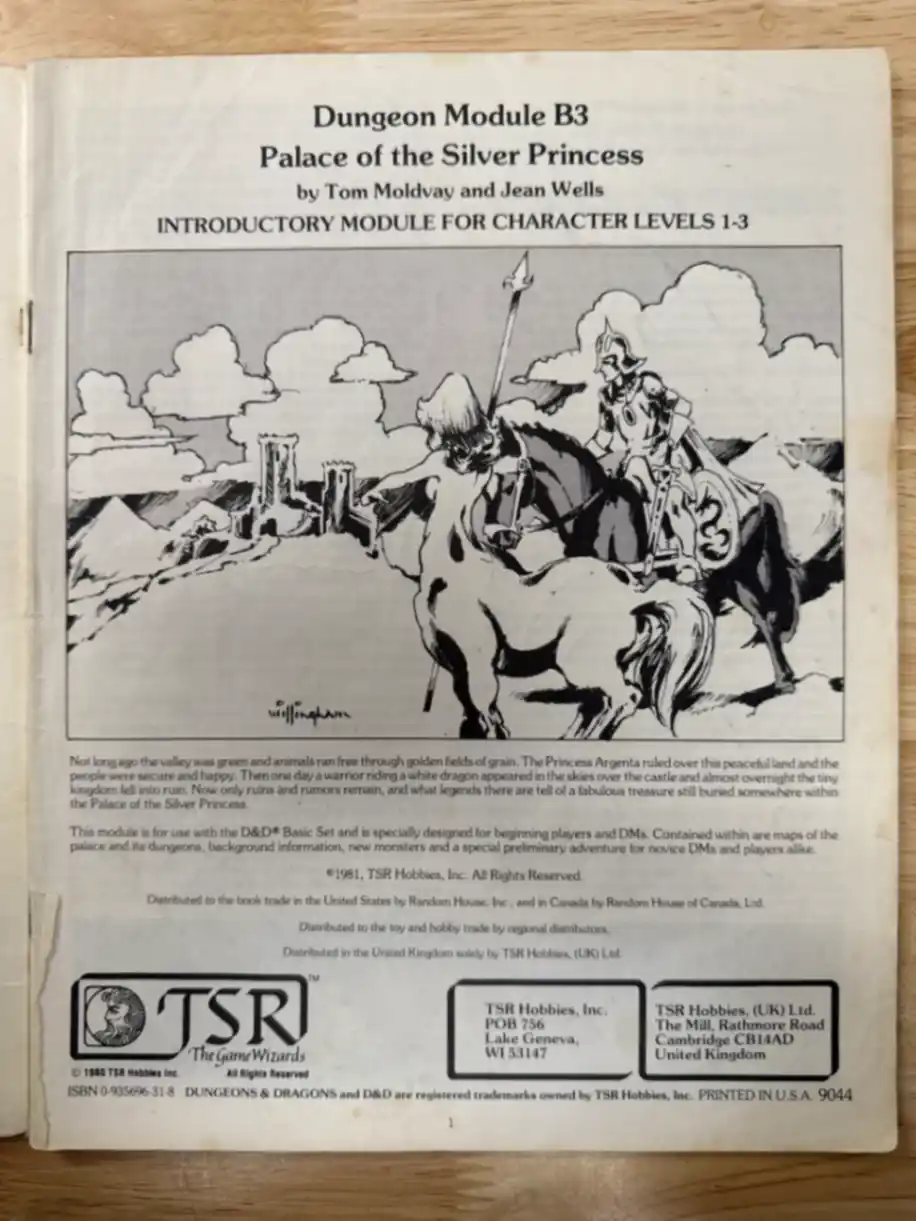 Dungeon Module B3
Palace of the Silver Princess
by Tom Moldvay and Jean Wells
INTRODUCTORY MODULE FOR CHARACTER LEVELS 1-3
willingham
Not long ago the valley was green and animals ran free through golden fields of grain. The Princess Argenta ruled over this peaceful land and the
people were secure and happy. Then one day a warrior riding a white dragon appeared in the skies over the castle and almost overnight the tiny
kingdom fell into ruin. Now only ruins and rumors remain, and what legends there are tell of a fabulous treasure still buried somewhere within
the Palace of the Silver Princess.
This module is for use with the D&D® Basic Set and is specially designed for beginning players and DMs. Contained within are maps of the
palace and its dungeons, background information, new monsters and a special preliminary adventure for novice DMs and players alike.
©1981, TSR Hobbies, Inc. All Rights Reserved.
Distributed to the book trade in the United States by Random House, Inc., and in Canada by Random House of Canada, Ltd.
Distributed to the toy and hobby trade by regional distributors.
Distributed in the United Kingdom solely by TSR Hobbies, (UK) Ltd.
TSR™
The Game Wizards
© 1980 TSR Hobbies Inc. All Rights Reserved
TSR Hobbies, Inc.
POB 756
Lake Geneva,
WI 53147
TSR Hobbies, (UK) Ltd.
The Mill, Rathmore Road
Cambridge CB14AD
United Kingdom
ISBN 0-935696-31-8 DUNGEONS & DRAGONS and D&D are registered trademarks owned by TSR Hobbies, Inc. PRINTED IN U.S.A. 9044
1